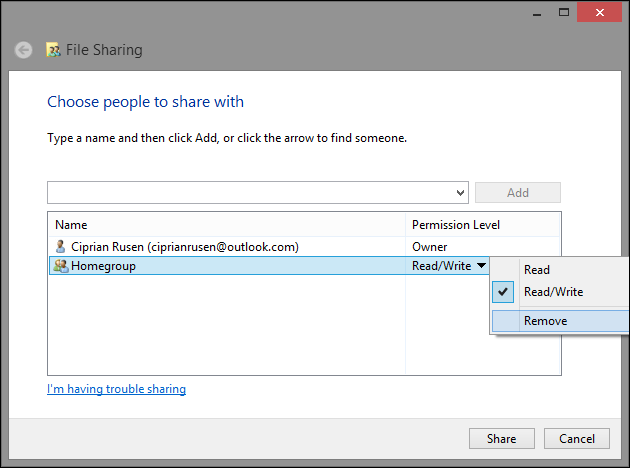 File Sharing
Choose people to share with
Type a name and then click Add, or click the arrow to find someone.
Add
Name Permission Level
Ciprian Rusen (ciprianrusen@outlook.com) Owner
Homegroup Read/Write
Read
Read/Write
Remove
I'm having trouble sharing
Share Cancel